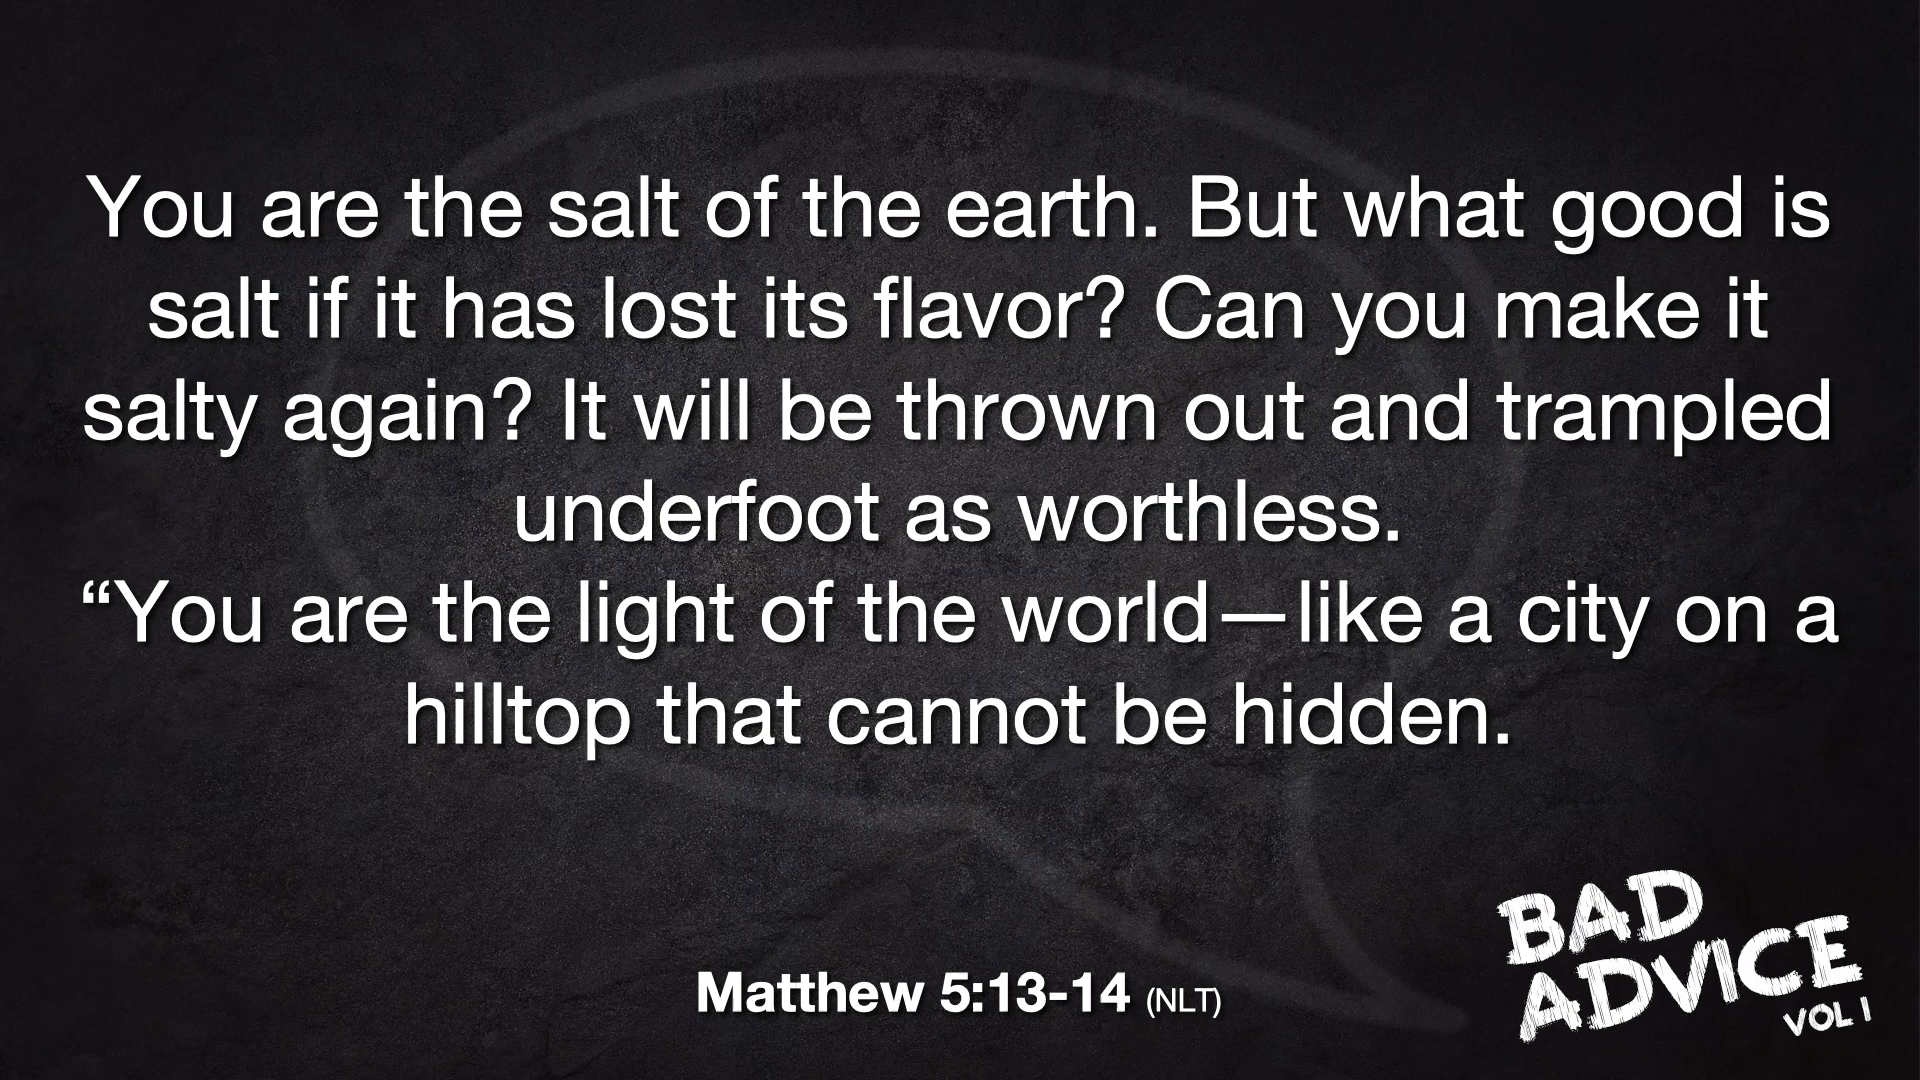 You are the salt of the earth. But what good is
salt if it has lost its flavor? Can you make it
salty again? It will be thrown out and trampled
underfoot as worthless.
“You are the light of the world—like a city on a
hilltop that cannot be hidden.
Matthew 5:13-14 (NLT)
BAD
ADVICE
VOL 1